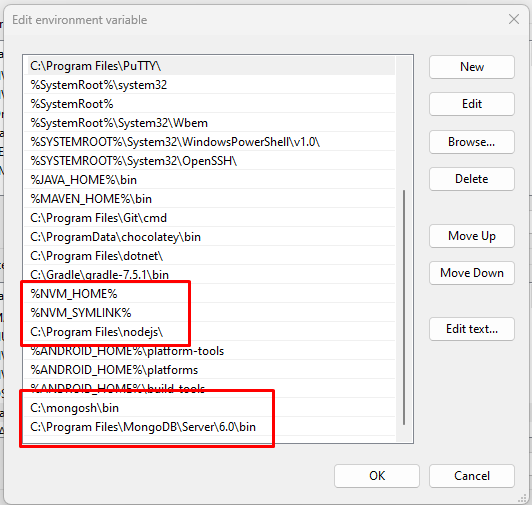 Edit environment variable
C:\Program Files\PuTTY\
%SystemRoot%\system32
%SystemRoot%
%SystemRoot%\System32\Wbem
%SYSTEMROOT%\System32\WindowsPowerShell\v1.0\
%SYSTEMROOT%\System32\OpenSSH\
%JAVA_HOME%\bin
%MAVEN_HOME%\bin
C:\Program Files\Git\cmd
C:\ProgramData\chocolatey\bin
C:\Program Files\dotnet\
C:\Gradle\gradle-7.5.1\bin
%NVM_HOME%
%NVM_SYMLINK%
C:\Program Files\nodejs\
%ANDROID_HOME%\platform-tools
%ANDROID_HOME%\platforms
%ANDROID_HOME%\build-tools
C:\mongosh\bin
C:\Program Files\MongoDB\Server\6.0\bin
New
Edit
Browse...
Delete
Move Up
Move Down
Edit text...
OK
Cancel